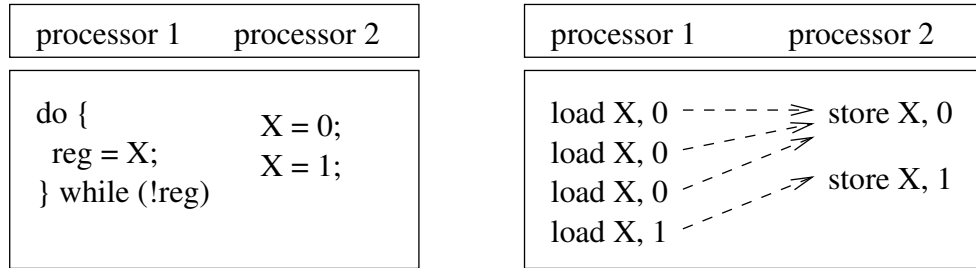 processor 1 processor 2
do {
reg = X;
} while (!reg)
X = 0;
X = 1;
processor 1 processor 2
load X, 0
load X, 0
load X, 0
load X, 1
store X, 0
store X, 1